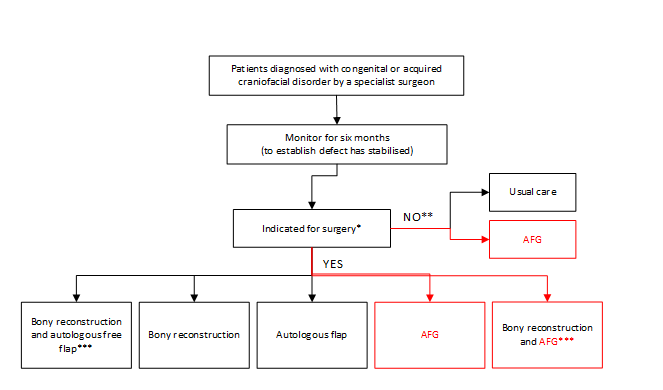 Patients diagnosed with congenital or acquired
craniofacial disorder by a specialist surgeon
Monitor for six months
(to establish defect has stabilised)
Usual care
NO**
Indicated for surgery*
AFG
YES
Bony reconstruction
and autologous free
flap***
Bony reconstruction
Autologous flap
AFG
Bony reconstruction
and AFG***